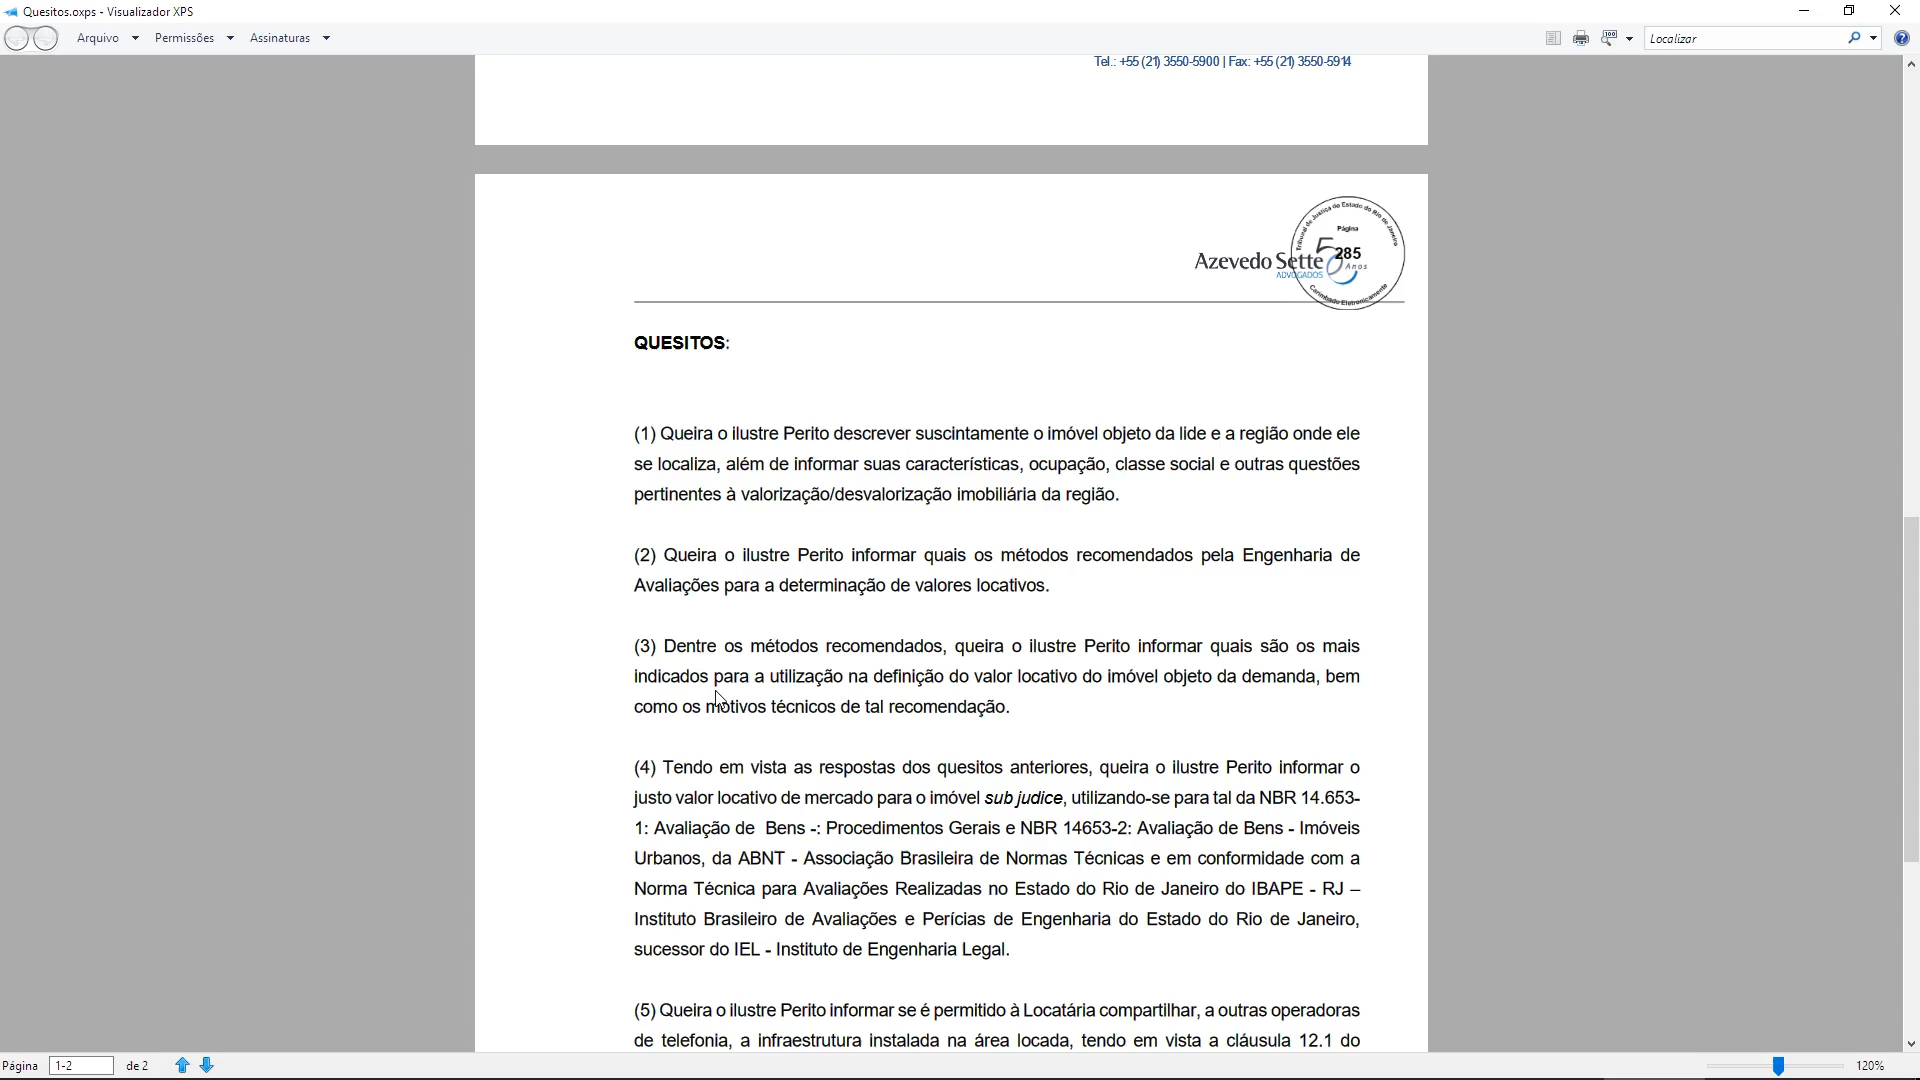 Quesitos.oxps - Visualizador XPS
Arquivo Permissões Assinaturas
Localizar
Tel.: +55 (21) 3550-5900 | Fax: +55 (21) 3550-5914
Tribunal de Justiça do Estado do Rio de Janeiro
Página
285
Carimbado Eletronicamente
Azevedo Sette
ADVOGADOS
50 Anos
QUESITOS:
(1) Queira o ilustre Perito descrever suscintamente o imóvel objeto da lide e a região onde ele
se localiza, além de informar suas características, ocupação, classe social e outras questões
pertinentes à valorização/desvalorização imobiliária da região.
(2) Queira o ilustre Perito informar quais os métodos recomendados pela Engenharia de
Avaliações para a determinação de valores locativos.
(3) Dentre os métodos recomendados, queira o ilustre Perito informar quais são os mais
indicados para a utilização na definição do valor locativo do imóvel objeto da demanda, bem
como os motivos técnicos de tal recomendação.
(4) Tendo em vista as respostas dos quesitos anteriores, queira o ilustre Perito informar o
justo valor locativo de mercado para o imóvel sub judice, utilizando-se para tal da NBR 14.653-
1: Avaliação de Bens -: Procedimentos Gerais e NBR 14653-2: Avaliação de Bens - Imóveis
Urbanos, da ABNT - Associação Brasileira de Normas Técnicas e em conformidade com a
Norma Técnica para Avaliações Realizadas no Estado do Rio de Janeiro do IBAPE - RJ –
Instituto Brasileiro de Avaliações e Perícias de Engenharia do Estado do Rio de Janeiro,
sucessor do IEL - Instituto de Engenharia Legal.
(5) Queira o ilustre Perito informar se é permitido à Locatária compartilhar, a outras operadoras
de telefonia, a infraestrutura instalada na área locada, tendo em vista a cláusula 12.1 do
Página 1-2 de 2
120%